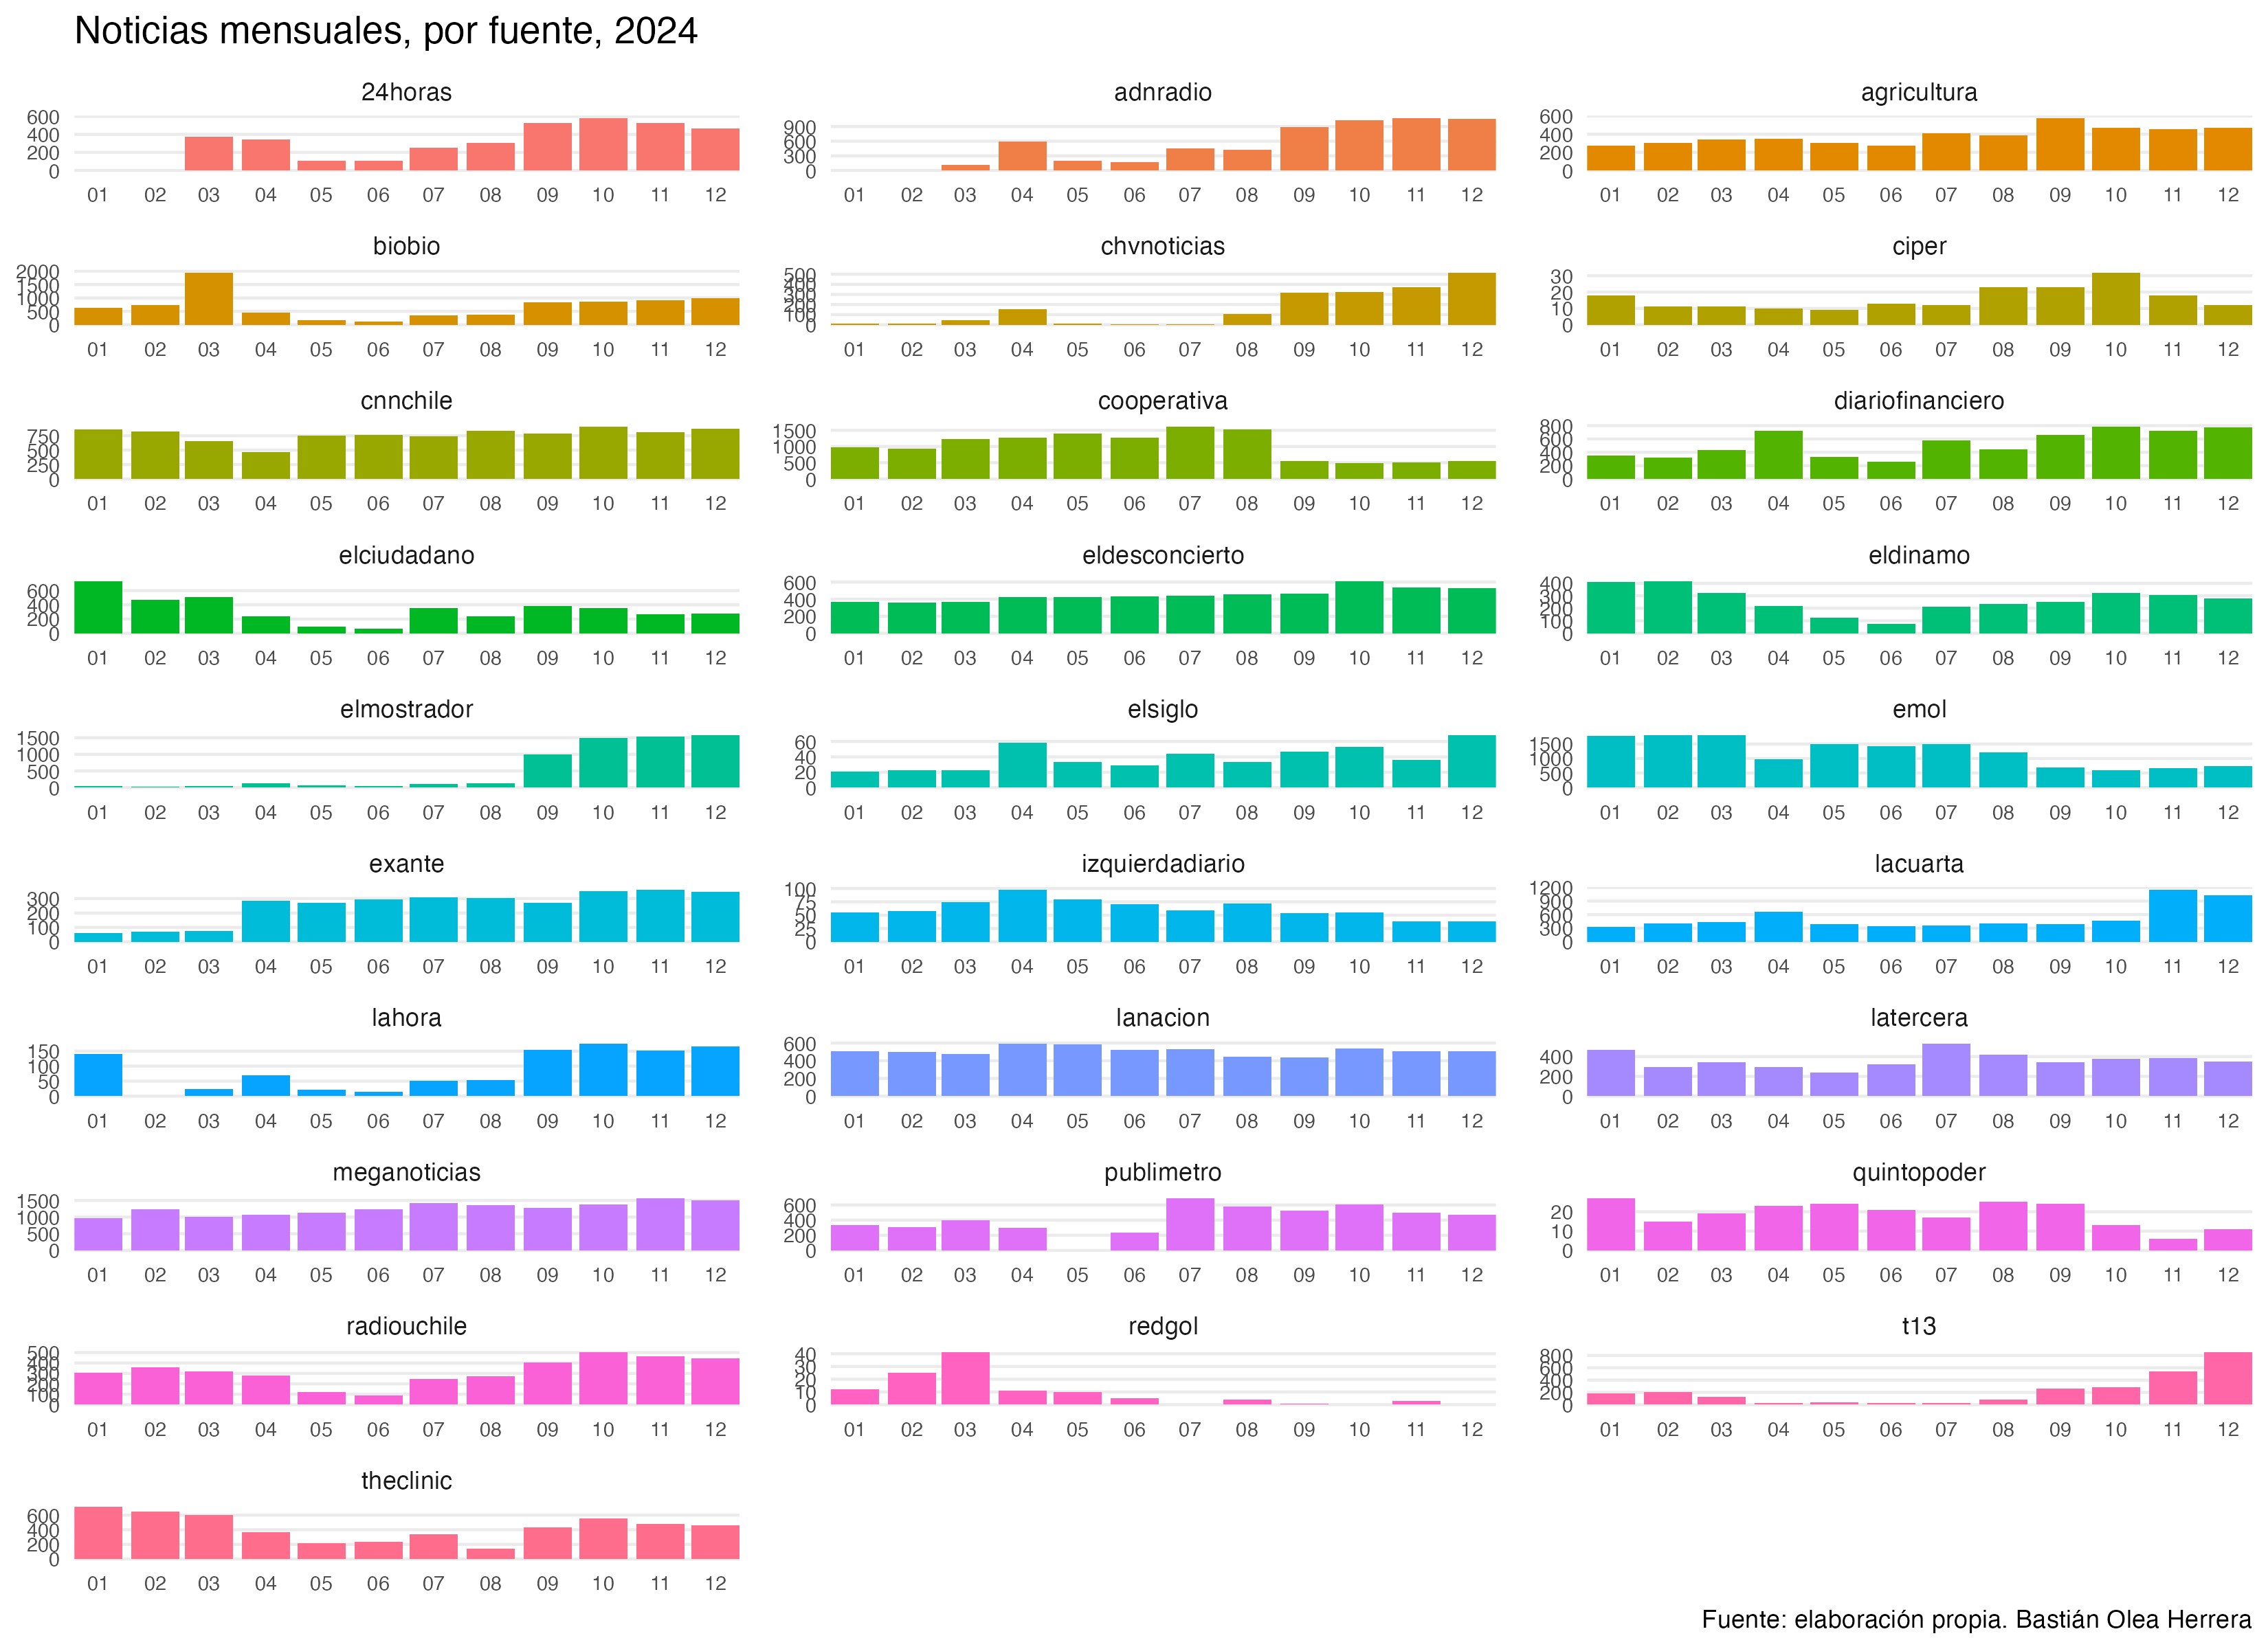 Noticias mensuales, por fuente, 2024
24horas
600
400
200
0
01 02 03 04 05 06 07 08 09 10 11 12
adnradio
900
600
300
0
01 02 03 04 05 06 07 08 09 10 11 12
agricultura
600
400
200
0
01 02 03 04 05 06 07 08 09 10 11 12
biobio
2000
1500
1000
500
0
01 02 03 04 05 06 07 08 09 10 11 12
chvnoticias
500
400
300
200
100
0
01 02 03 04 05 06 07 08 09 10 11 12
ciper
30
20
10
0
01 02 03 04 05 06 07 08 09 10 11 12
cnnchile
750
500
250
0
01 02 03 04 05 06 07 08 09 10 11 12
cooperativa
1500
1000
500
0
01 02 03 04 05 06 07 08 09 10 11 12
diariofinanciero
800
600
400
200
0
01 02 03 04 05 06 07 08 09 10 11 12
elciudadano
600
400
200
0
01 02 03 04 05 06 07 08 09 10 11 12
eldesconcierto
600
400
200
0
01 02 03 04 05 06 07 08 09 10 11 12
eldinamo
400
300
200
100
0
01 02 03 04 05 06 07 08 09 10 11 12
elmostrador
1500
1000
500
0
01 02 03 04 05 06 07 08 09 10 11 12
elsiglo
60
40
20
0
01 02 03 04 05 06 07 08 09 10 11 12
emol
1500
1000
500
0
01 02 03 04 05 06 07 08 09 10 11 12
exante
300
200
100
0
01 02 03 04 05 06 07 08 09 10 11 12
izquierdadiario
100
75
50
25
0
01 02 03 04 05 06 07 08 09 10 11 12
lacuarta
1200
900
600
300
0
01 02 03 04 05 06 07 08 09 10 11 12
lahora
150
100
50
0
01 02 03 04 05 06 07 08 09 10 11 12
lanacion
600
400
200
0
01 02 03 04 05 06 07 08 09 10 11 12
latercera
400
200
0
01 02 03 04 05 06 07 08 09 10 11 12
meganoticias
1500
1000
500
0
01 02 03 04 05 06 07 08 09 10 11 12
publimetro
600
400
200
0
01 02 03 04 05 06 07 08 09 10 11 12
quintopoder
20
10
0
01 02 03 04 05 06 07 08 09 10 11 12
radiouchile
500
400
300
200
100
0
01 02 03 04 05 06 07 08 09 10 11 12
redgol
40
30
20
10
0
01 02 03 04 05 06 07 08 09 10 11 12
t13
800
600
400
200
0
01 02 03 04 05 06 07 08 09 10 11 12
theclinic
600
400
200
0
01 02 03 04 05 06 07 08 09 10 11 12
Fuente: elaboración propia. Bastián Olea Herrera